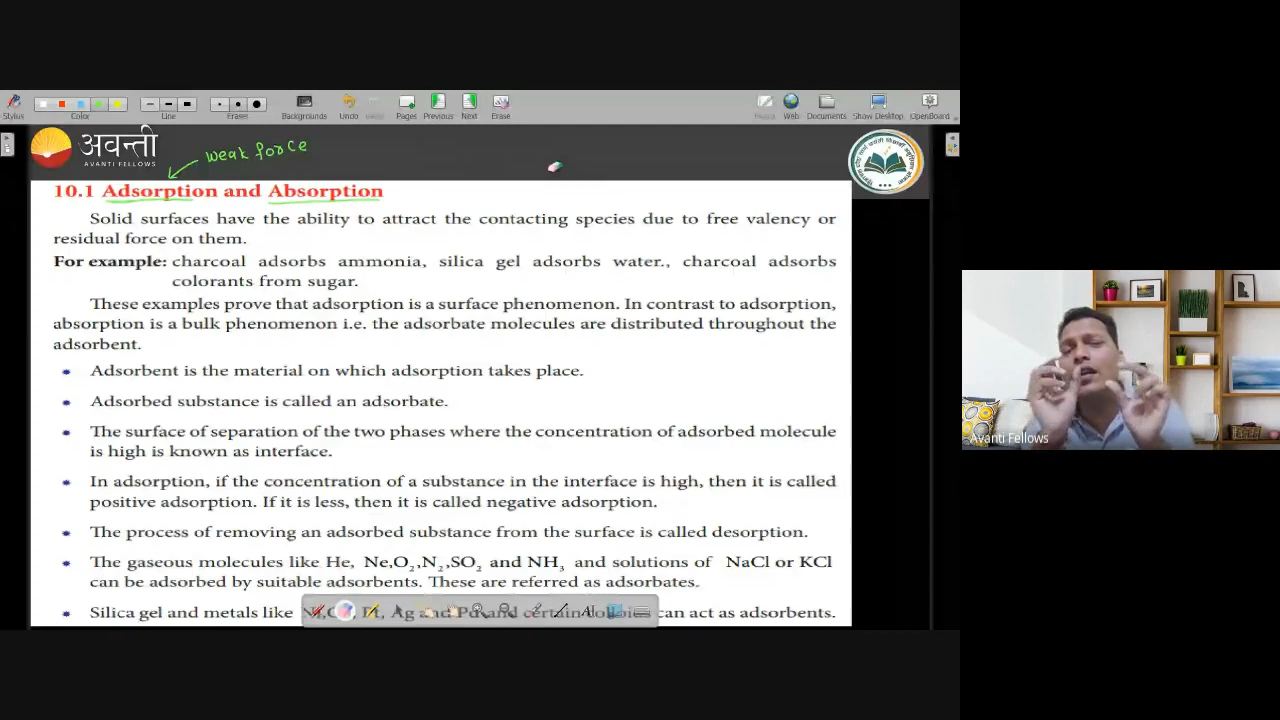 Stylus
Color
Line
Eraser
Backgrounds
Undo
Pages
Previous
Next
Erase
Web
Documents
Show Desktop
OpenBoard
अवन्ती
AVANTI FELLOWS
weak force
10.1 Adsorption and Absorption
Solid surfaces have the ability to attract the contacting species due to free valency or
residual force on them.
For example: charcoal adsorbs ammonia, silica gel adsorbs water., charcoal adsorbs
colorants from sugar.
These examples prove that adsorption is a surface phenomenon. In contrast to adsorption,
absorption is a bulk phenomenon i.e. the adsorbate molecules are distributed throughout the
adsorbent.
Adsorbent is the material on which adsorption takes place.
Adsorbed substance is called an adsorbate.
The surface of separation of the two phases where the concentration of adsorbed molecule
is high is known as interface.
In adsorption, if the concentration of a substance in the interface is high, then it is called
positive adsorption. If it is less, then it is called negative adsorption.
The process of removing an adsorbed substance from the surface is called desorption.
The gaseous molecules like He, Ne,O₂,N₂,SO₂ and NH₃ and solutions of NaCl or KCl
can be adsorbed by suitable adsorbents. These are referred as adsorbates.
Silica gel and metals like Ag and Pd and certain colloids can act as adsorbents.
Avanti Fellows